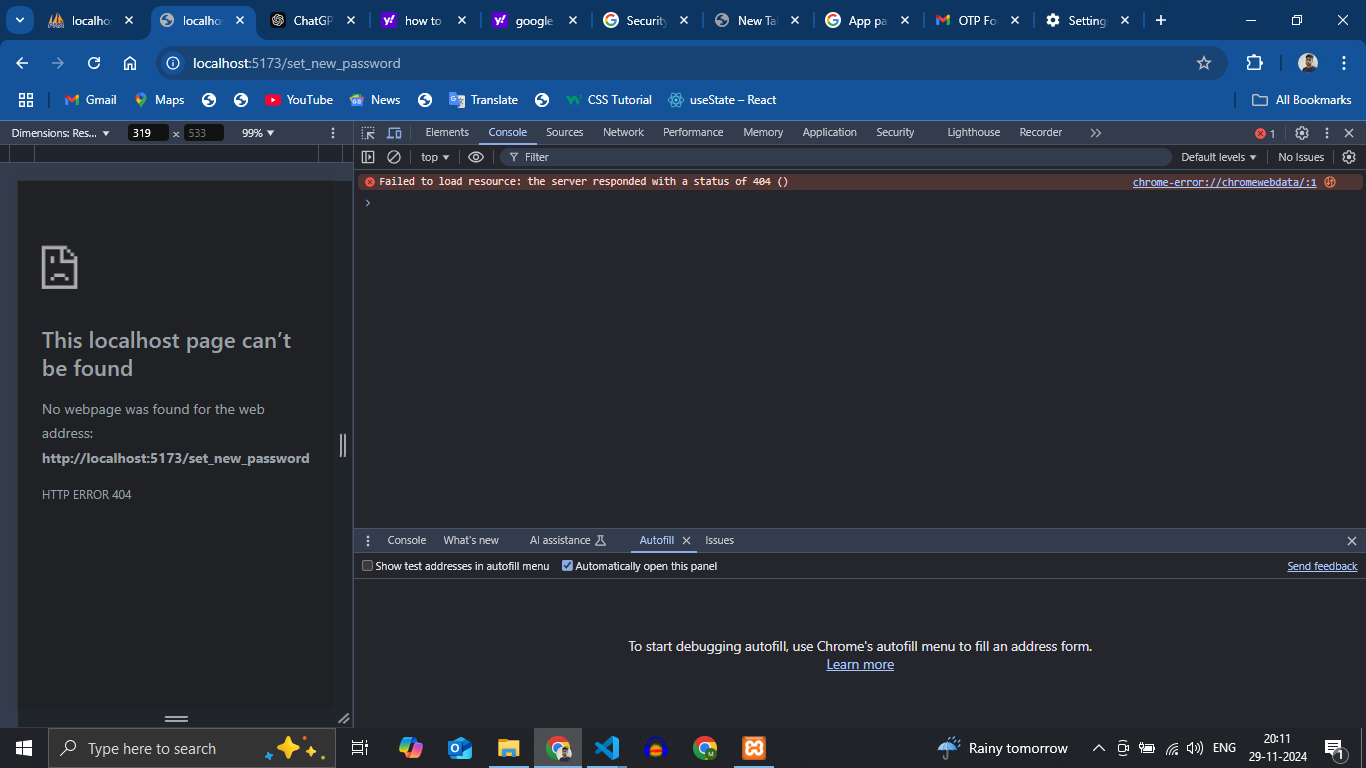 localhos
localhos
ChatGP
how to
google
Security
New Tal
App pa
OTP Fo
Setting
localhost:5173/set_new_password
Gmail
Maps
YouTube
News
Translate
CSS Tutorial
useState – React
All Bookmarks
Dimensions: Res... ▼ 319 × 533 99% ▼
Elements Console Sources Network Performance Memory Application Security Lighthouse Recorder 1
top ▼ Filter Default levels ▼ No Issues
Failed to load resource: the server responded with a status of 404 () chrome-error://chromewebdata/:1
This localhost page can’t
be found
No webpage was found for the web
address:
http://localhost:5173/set_new_password
HTTP ERROR 404
Console What's new AI assistance Autofill Issues
Show test addresses in autofill menu Automatically open this panel Send feedback
To start debugging autofill, use Chrome's autofill menu to fill an address form.
Learn more
Type here to search
Rainy tomorrow
ENG
20:11
29-11-2024
1